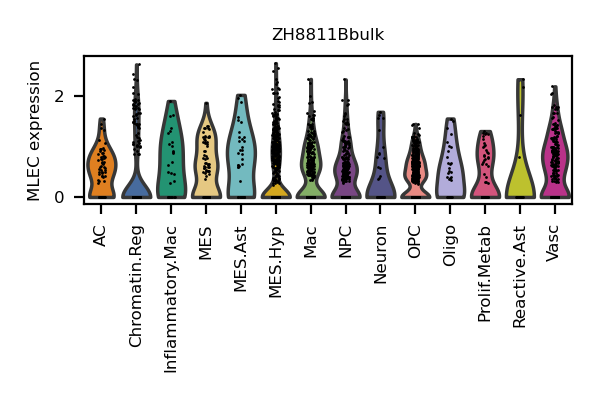 ZH8811Bbulk
MLEC expression
2
0
AC
Chromatin.Reg
Inflammatory.Mac
MES
MES.Ast
MES.Hyp
Mac
NPC
Neuron
OPC
Oligo
Prolif.Metab
Reactive.Ast
Vasc